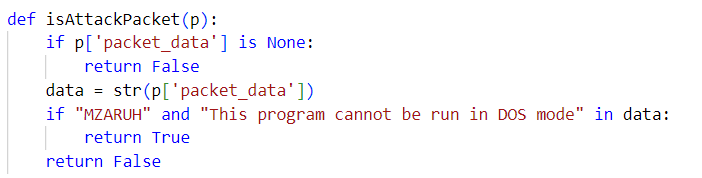 def isAttackPacket(p):
    if p['packet_data'] is None:
        return False
    data = str(p['packet_data'])
    if "MZARUH" and "This program cannot be run in DOS mode" in data:
        return True
    return False